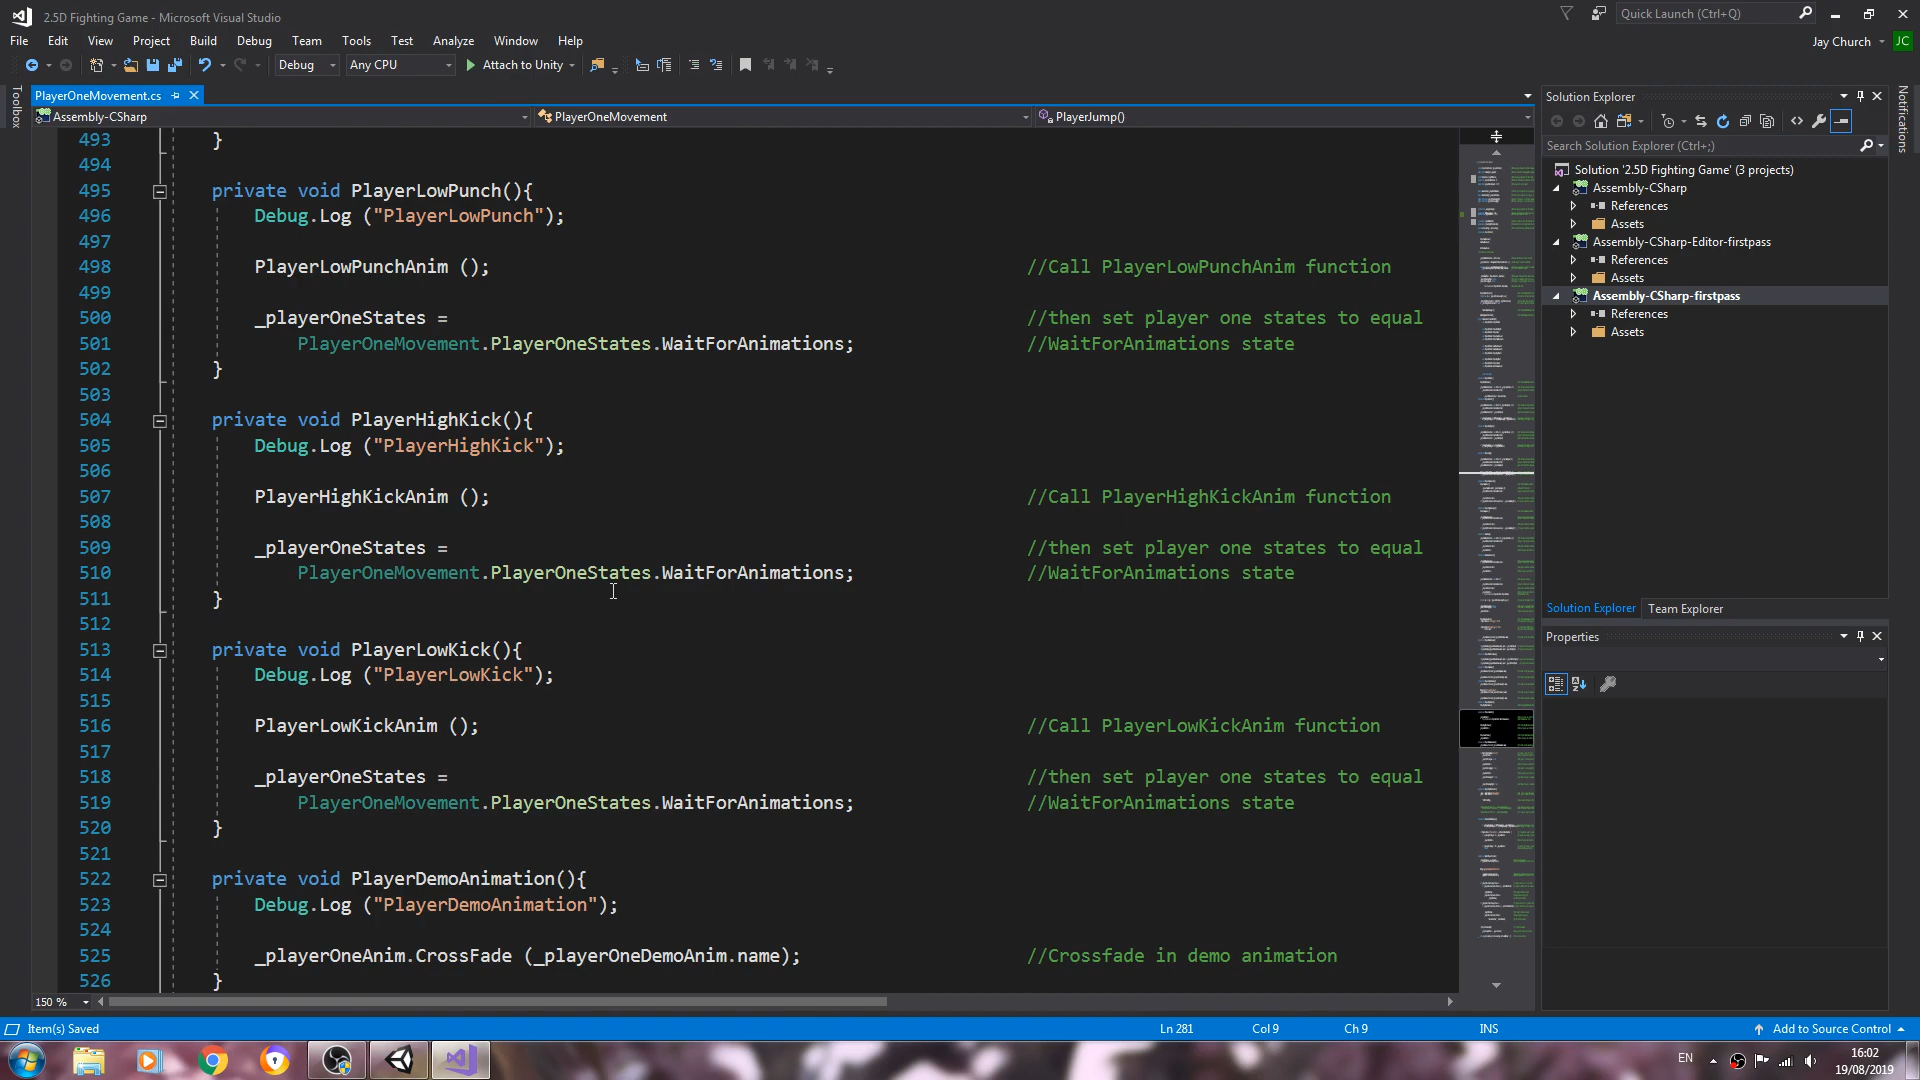 2.5D Fighting Game - Microsoft Visual Studio
Quick Launch (Ctrl+Q)
File Edit View Project Build Debug Team Tools Test Analyze Window Help
Jay Church JC
Debug Any CPU Attach to Unity
Toolbox
PlayerOneMovement.cs
Assembly-CSharp PlayerOneMovement PlayerJump()
493 }
494
495 private void PlayerLowPunch(){
496 Debug.Log ("PlayerLowPunch");
497
498 PlayerLowPunchAnim (); //Call PlayerLowPunchAnim function
499
500 _playerOneStates = //then set player one states to equal
501 PlayerOneMovement.PlayerOneStates.WaitForAnimations; //WaitForAnimations state
502 }
503
504 private void PlayerHighKick(){
505 Debug.Log ("PlayerHighKick");
506
507 PlayerHighKickAnim (); //Call PlayerHighKickAnim function
508
509 _playerOneStates = //then set player one states to equal
510 PlayerOneMovement.PlayerOneStates.WaitForAnimations; //WaitForAnimations state
511 }
512
513 private void PlayerLowKick(){
514 Debug.Log ("PlayerLowKick");
515
516 PlayerLowKickAnim (); //Call PlayerLowKickAnim function
517
518 _playerOneStates = //then set player one states to equal
519 PlayerOneMovement.PlayerOneStates.WaitForAnimations; //WaitForAnimations state
520 }
521
522 private void PlayerDemoAnimation(){
523 Debug.Log ("PlayerDemoAnimation");
524
525 _playerOneAnim.CrossFade (_playerOneDemoAnim.name); //Crossfade in demo animation
526 }
150 %
Solution Explorer
Search Solution Explorer (Ctrl+;)
Solution '2.5D Fighting Game' (3 projects)
Assembly-CSharp
References
Assets
Assembly-CSharp-Editor-firstpass
References
Assets
Assembly-CSharp-firstpass
References
Assets
Solution Explorer Team Explorer
Properties
Notifications
Item(s) Saved Ln 281 Col 9 Ch 9 INS Add to Source Control
EN
16:02
19/08/2019